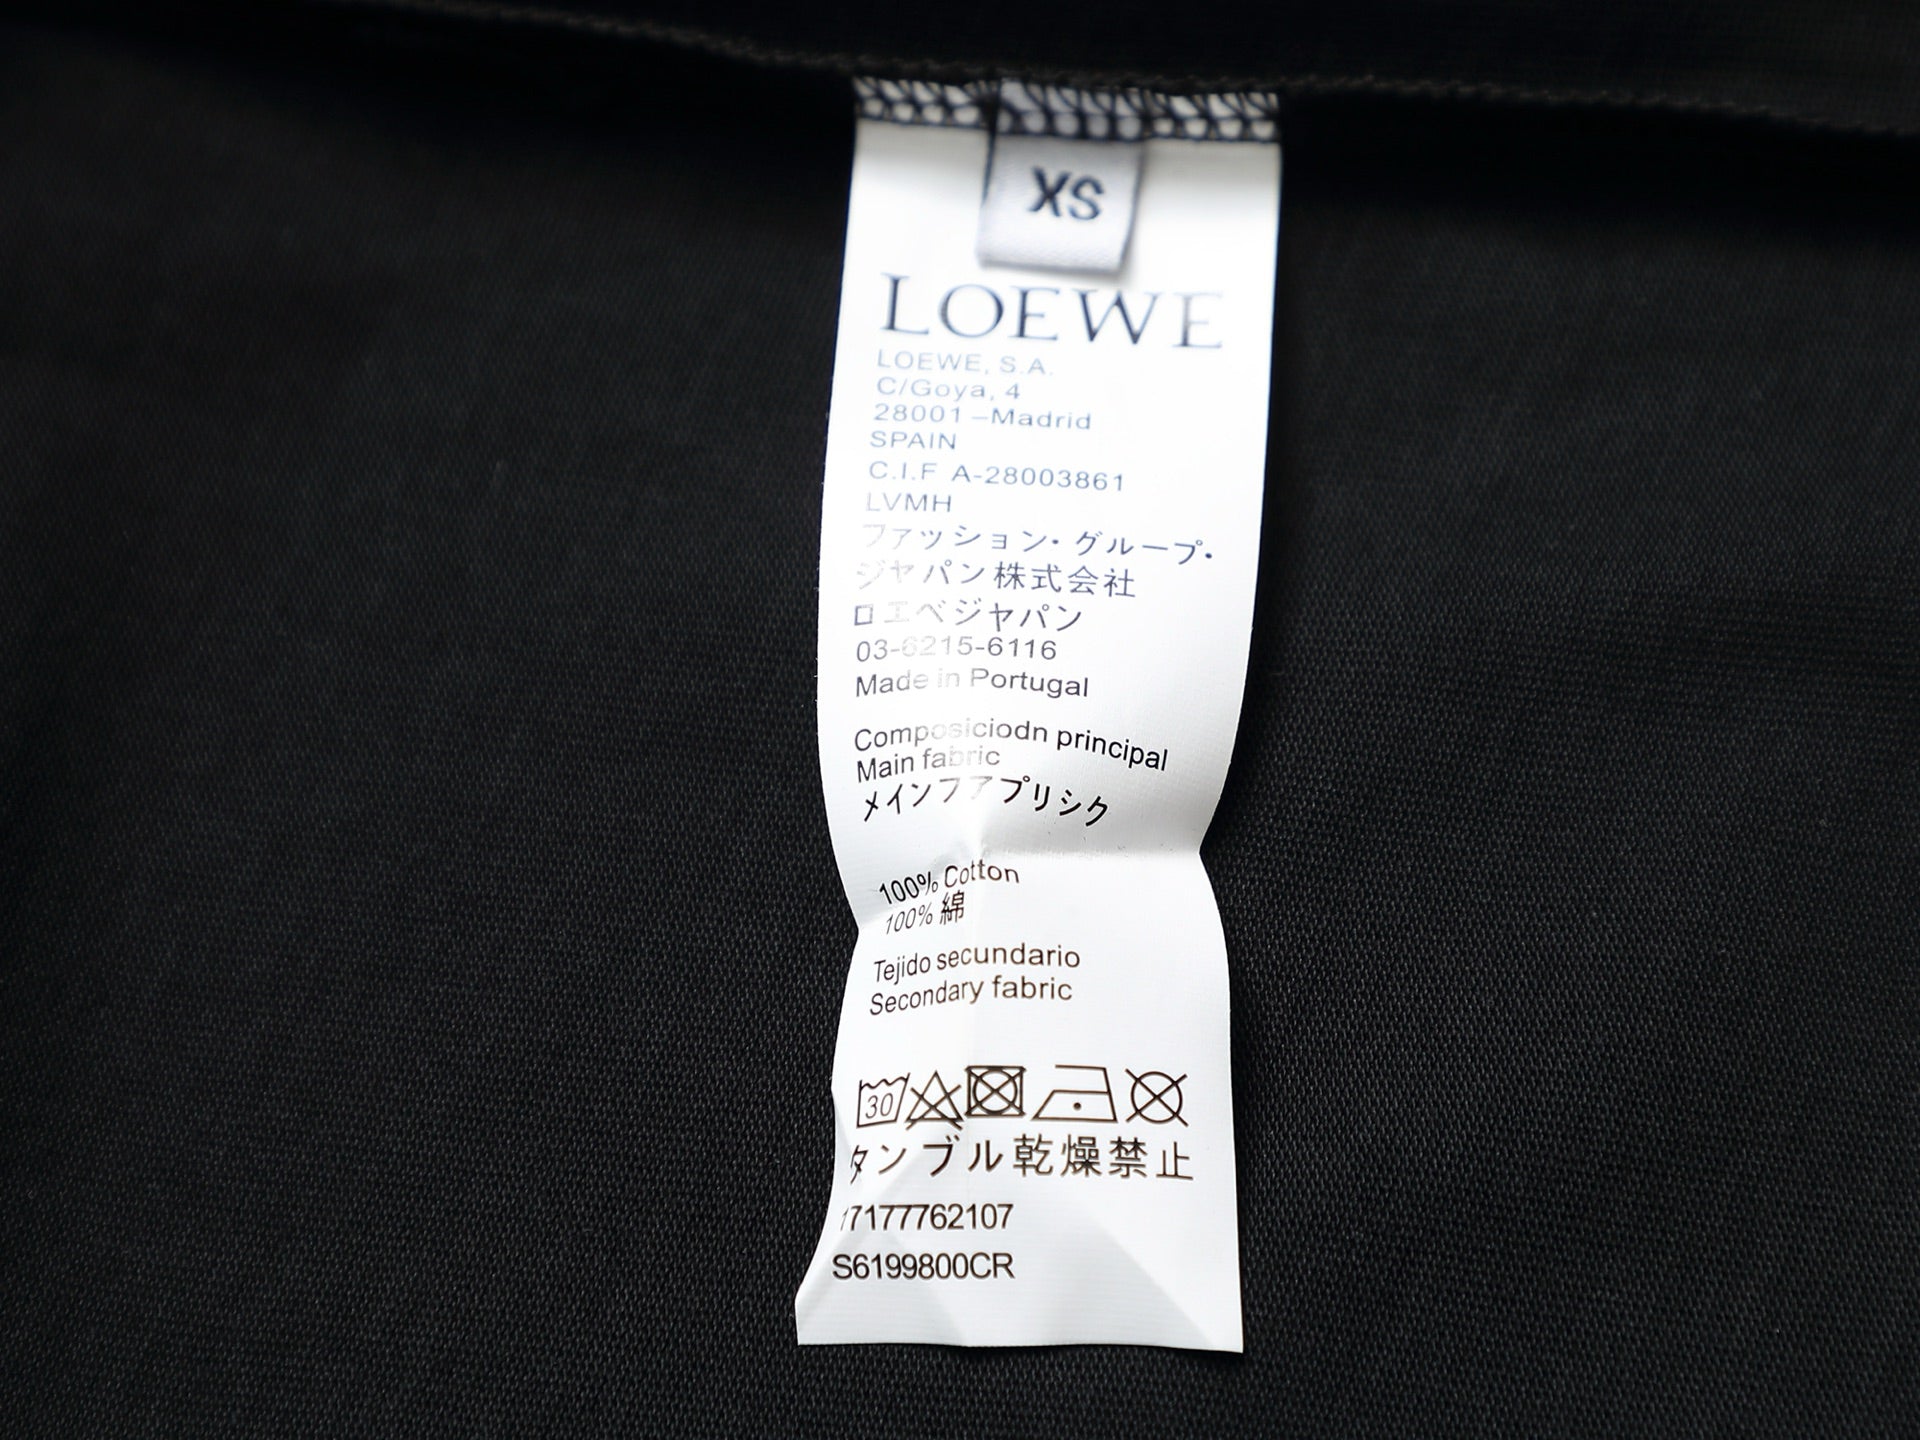 XS
LOEWE
LOEWE, S.A.
C/Goya, 4
28001 –Madrid
SPAIN
C.I.F A-28003861
LVMH
ファッション・グループ・
ジャパン株式会社
ロエベジャパン
03-6215-6116
Made in Portugal
Composiciodn principal
Main fabric
メインフアプリシク
100% Cotton
100% 綿
Tejido secundario
Secondary fabric
30
タンブル乾燥禁止
17177762107
S6199800CR